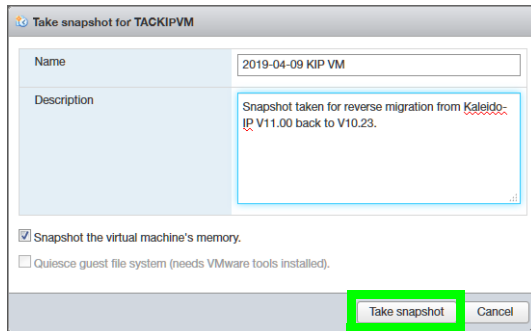 Take snapshot for TACKIPVM
Name
2019-04-09 KIP VM
Description
Snapshot taken for reverse migration from Kaleido-
IP V11.00 back to V10.23.
Snapshot the virtual machine's memory.
Quiesce guest file system (needs VMware tools installed).
Take snapshot
Cancel